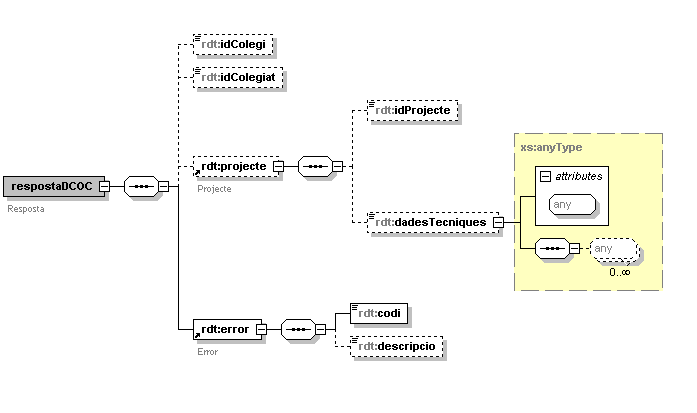 rdt:idColegi
rdt:idColegiat
rdt:idProjecte
xs:anyType
rdt:projecte
attributes
respostaDCOC
Projecte
any
Resposta
rdt:dadesTecniques
any
0..∞
rdt:error
rdt:codi
Error
rdt:descripcio